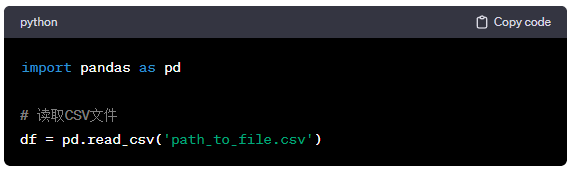 python
Copy code
import pandas as pd
# 读取CSV文件
df = pd.read_csv('path_to_file.csv')